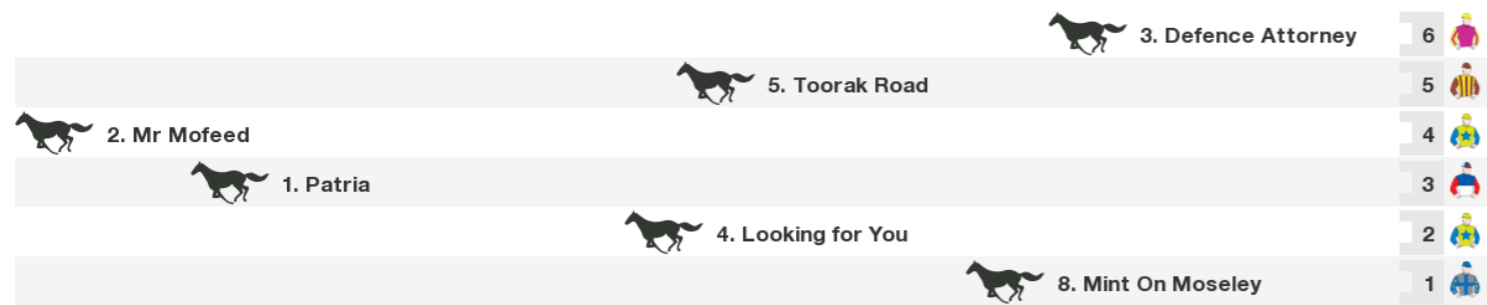 3. Defence Attorney 6
5. Toorak Road 5
2. Mr Mofeed 4
1. Patria 3
4. Looking for You 2
8. Mint On Moseley 1